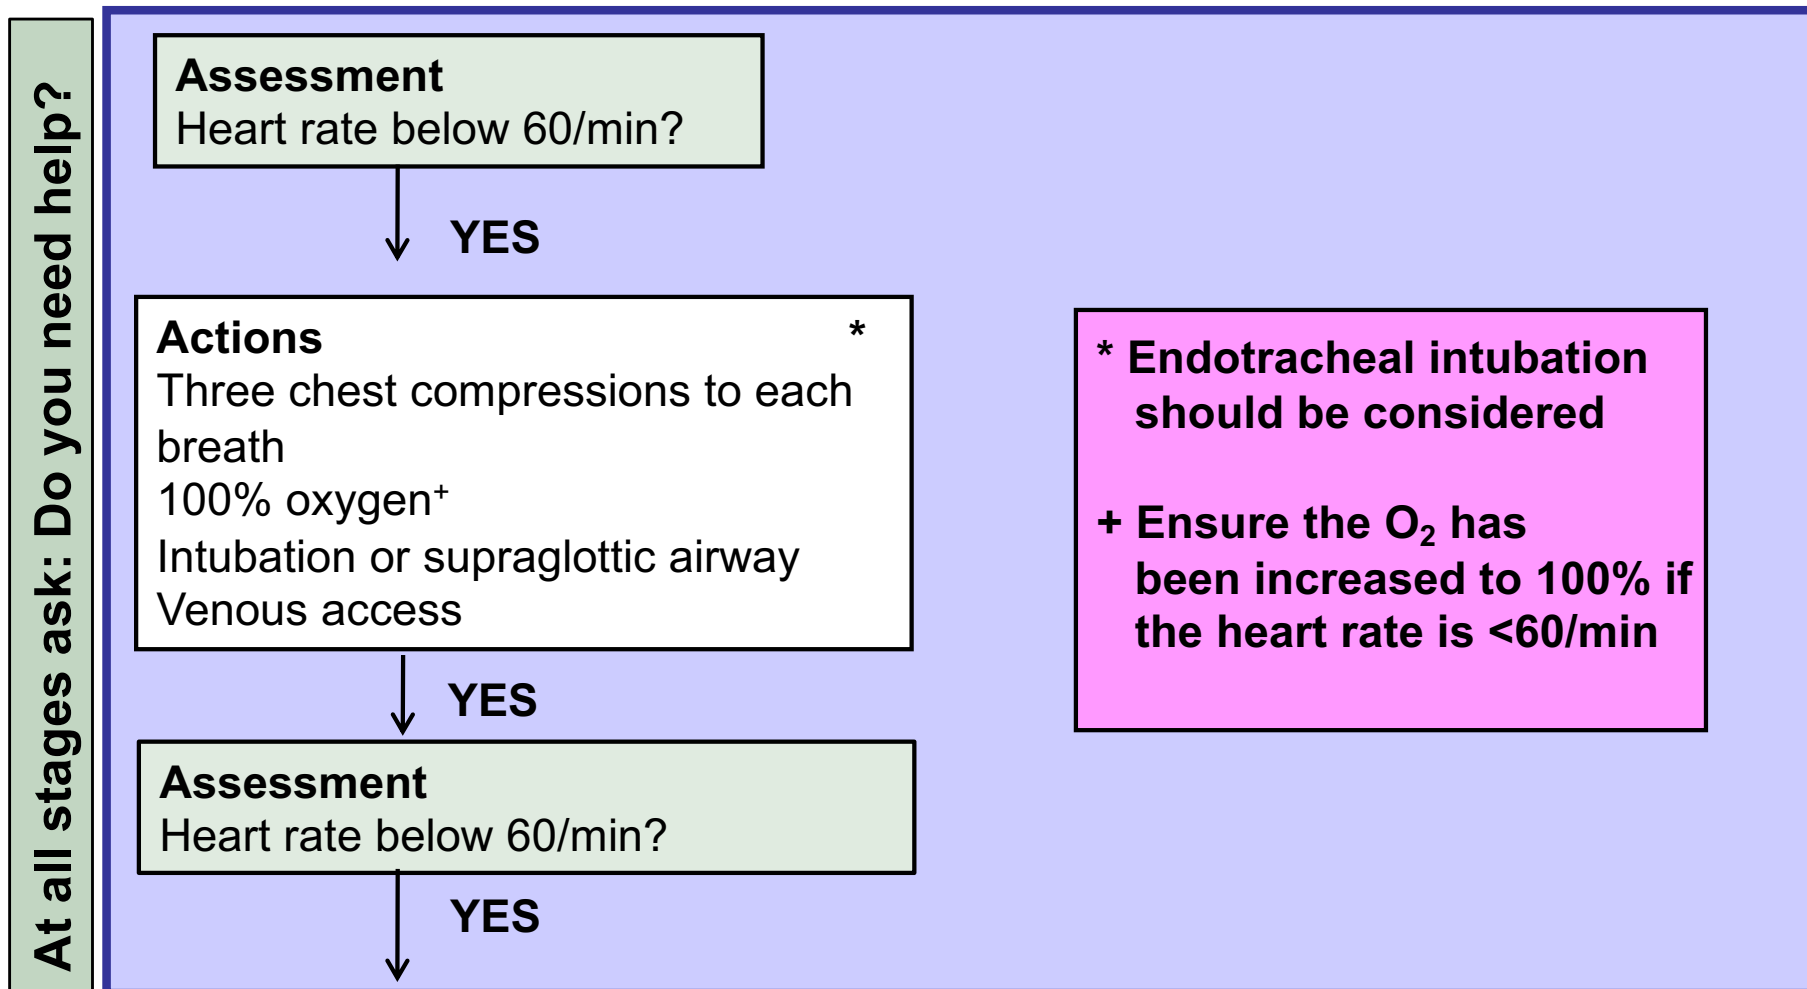 At all stages ask: Do you need help?
Assessment
Heart rate below 60/min?
YES
Actions *
Three chest compressions to each
breath
100% oxygen⁺
Intubation or supraglottic airway
Venous access
YES
Assessment
Heart rate below 60/min?
YES
* Endotracheal intubation
should be considered
+ Ensure the O₂ has
been increased to 100% if
the heart rate is <60/min